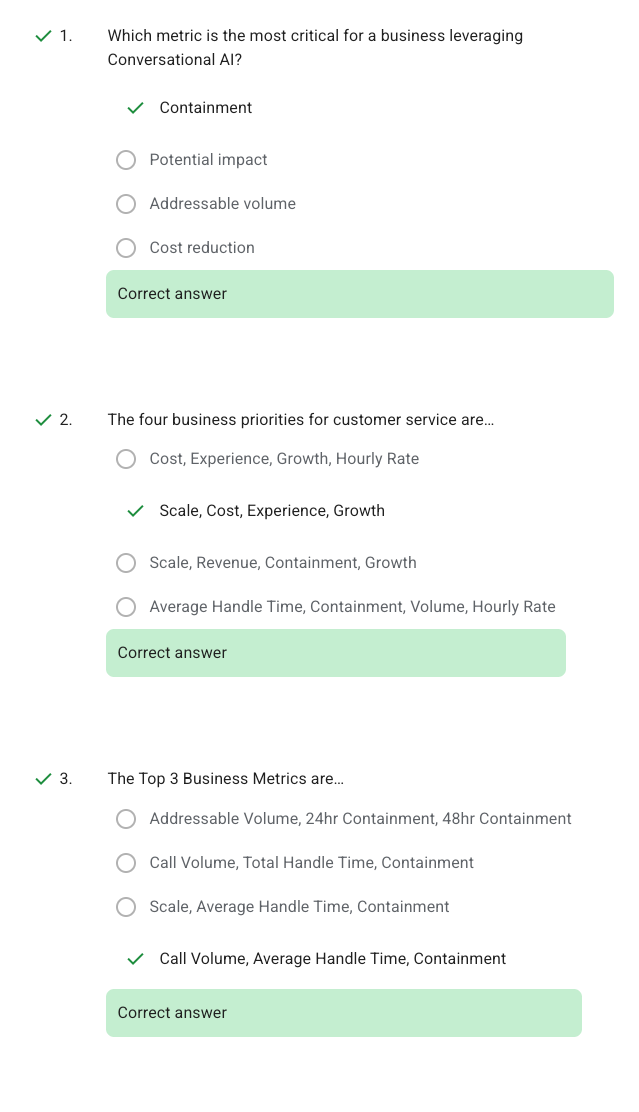 1. Which metric is the most critical for a business leveraging
Conversational AI?
Containment
Potential impact
Addressable volume
Cost reduction
Correct answer
2. The four business priorities for customer service are…
Cost, Experience, Growth, Hourly Rate
Scale, Cost, Experience, Growth
Scale, Revenue, Containment, Growth
Average Handle Time, Containment, Volume, Hourly Rate
Correct answer
3. The Top 3 Business Metrics are…
Addressable Volume, 24hr Containment, 48hr Containment
Call Volume, Total Handle Time, Containment
Scale, Average Handle Time, Containment
Call Volume, Average Handle Time, Containment
Correct answer